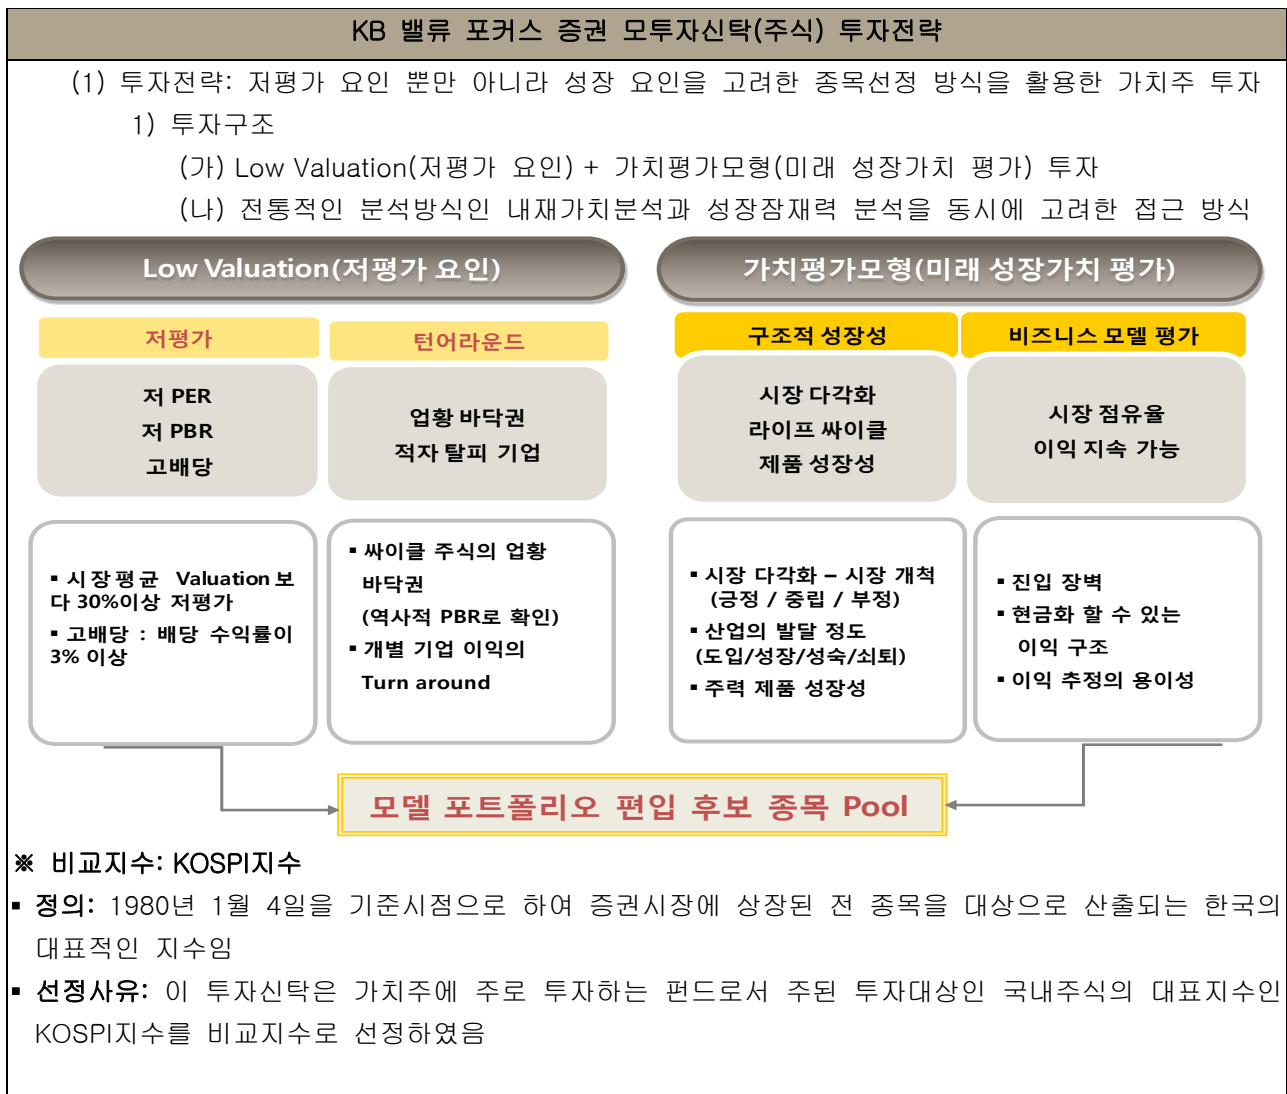 KB 밸류 포커스 증권 모투자신탁(주식) 투자전략
(1) 투자전략: 저평가 요인 뿐만 아니라 성장 요인을 고려한 종목선정 방식을 활용한 가치주 투자
1) 투자구조
(가) Low Valuation(저평가 요인) + 가치평가모형(미래 성장가치 평가) 투자
(나) 전통적인 분석방식인 내재가치분석과 성장잠재력 분석을 동시에 고려한 접근 방식
Low Valuation(저평가 요인)
저평가
턴어라운드
저 PER
저 PBR
고배당
업황 바닥권
적자 탈피 기업
▪ 시장평균 Valuation 보
다 30%이상 저평가
▪ 고배당 : 배당 수익률이
3% 이상
▪ 싸이클 주식의 업황
바닥권
(역사적 PBR로 확인)
▪ 개별 기업 이익의
Turn around
가치평가모형(미래 성장가치 평가)
구조적 성장성
비즈니스 모델 평가
시장 다각화
라이프 싸이클
제품 성장성
시장 점유율
이익 지속 가능
▪ 시장 다각화 – 시장 개척
(긍정 / 중립 / 부정)
▪ 산업의 발달 정도
(도입/성장/성숙/쇠퇴)
▪ 주력 제품 성장성
▪ 진입 장벽
▪ 현금화 할 수 있는
이익 구조
▪ 이익 추정의 용이성
모델 포트폴리오 편입 후보 종목 Pool
※ 비교지수: KOSPI지수
▪ 정의: 1980년 1월 4일을 기준시점으로 하여 증권시장에 상장된 전 종목을 대상으로 산출되는 한국의
대표적인 지수임
▪ 선정사유: 이 투자신탁은 가치주에 주로 투자하는 펀드로서 주된 투자대상인 국내주식의 대표지수인
KOSPI지수를 비교지수로 선정하였음